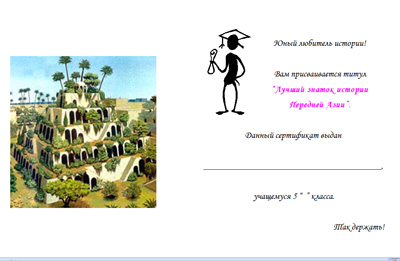 Юный любитель истории!
Вам присваивается титул
"Лучший знаток истории
Передней Азии".
Данный сертификат выдан
________________________________________,
учащемуся 5 " " класса.
Так держать!